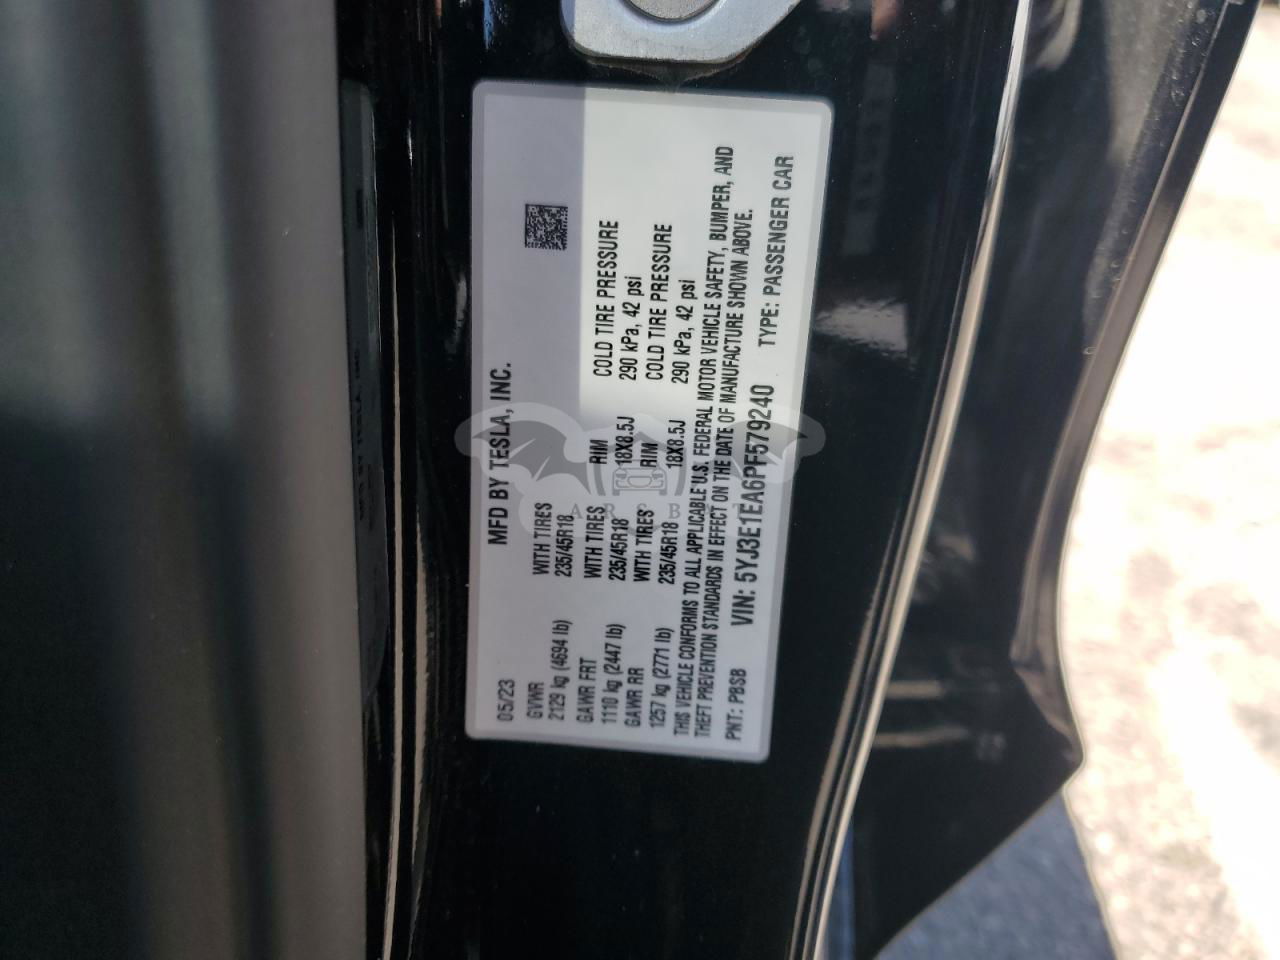 MFD BY TESLA, INC.
05/23
GVWR
2129 kg (4694 lb)
WITH TIRES
235/45R18
GAWR FRT
1110 kg (2447 lb)
WITH TIRES
235/45R18
RIM
18X8.5J
COLD TIRE PRESSURE
290 kPa, 42 psi
GAWR RR
1257 kg (2771 lb)
WITH TIRES
235/45R18
RIM
18X8.5J
COLD TIRE PRESSURE
290 kPa, 42 psi
THIS VEHICLE CONFORMS TO ALL APPLICABLE U.S. FEDERAL MOTOR VEHICLE SAFETY, BUMPER, AND
THEFT PREVENTION STANDARDS IN EFFECT ON THE DATE OF MANUFACTURE SHOWN ABOVE.
PNT: PBSB VIN: 5YJ3E1EA6PF579240 TYPE: PASSENGER CAR